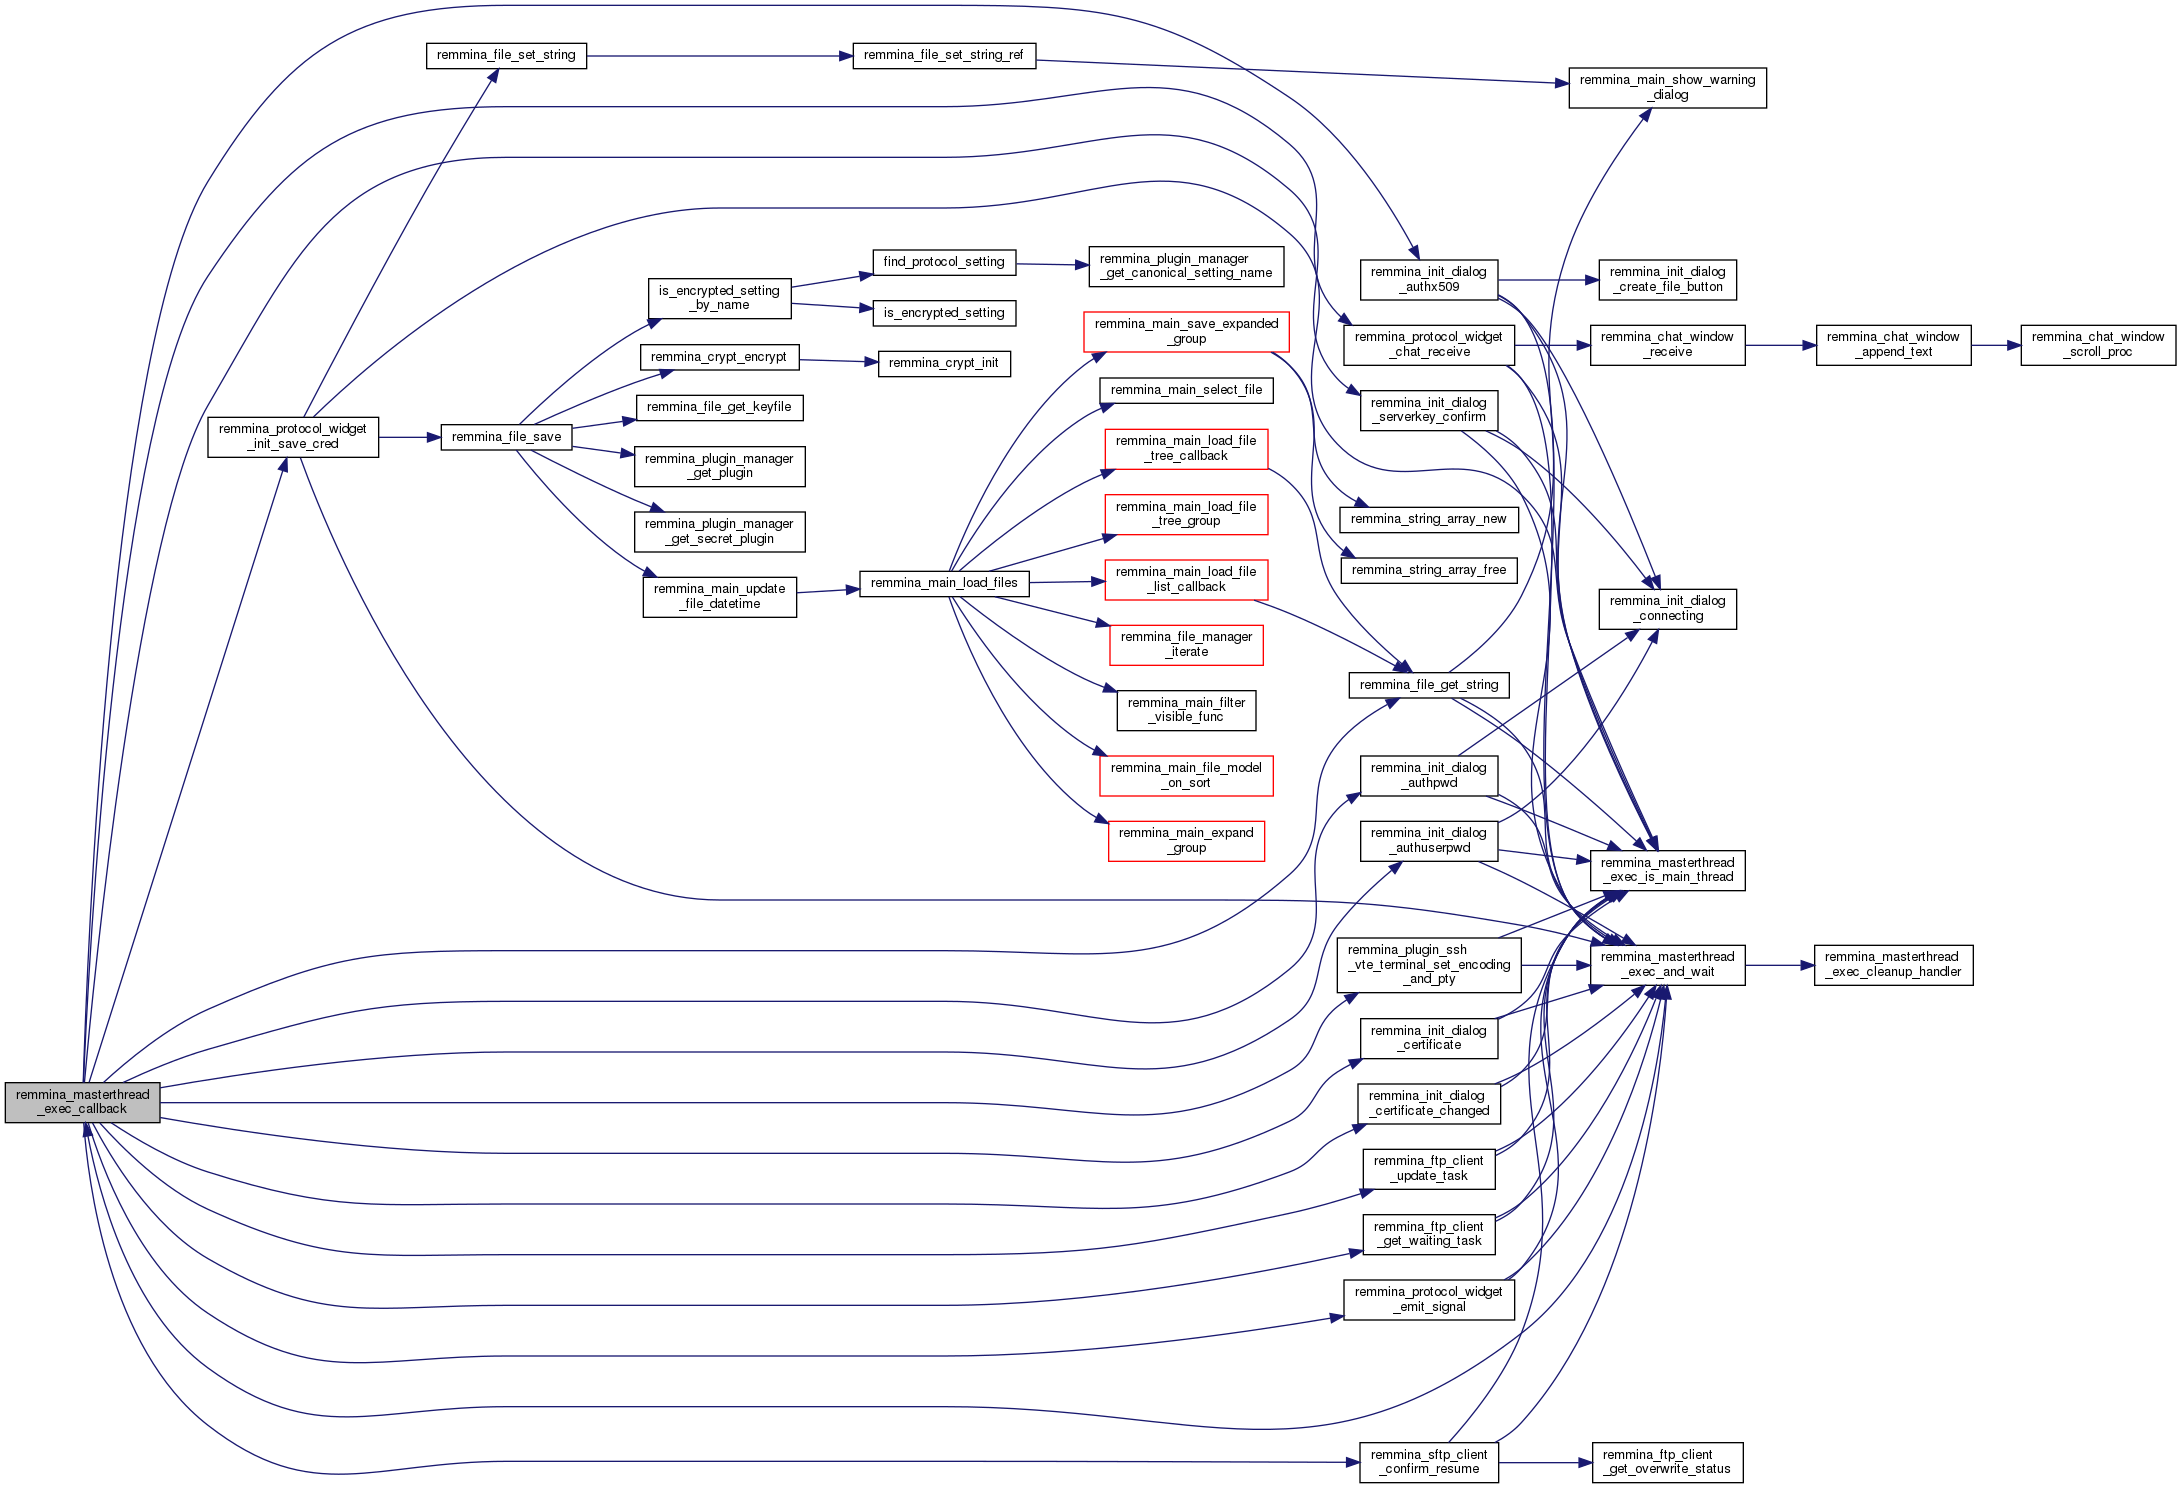 remmina_masterthread
_exec_callback
remmina_protocol_widget
_init_save_cred
remmina_file_set_string
remmina_file_save
remmina_file_set_string_ref
is_encrypted_setting
_by_name
remmina_crypt_encrypt
remmina_file_get_keyfile
remmina_plugin_manager
_get_plugin
remmina_plugin_manager
_get_secret_plugin
remmina_main_update
_file_datetime
find_protocol_setting
is_encrypted_setting
remmina_crypt_init
remmina_main_load_files
remmina_plugin_manager
_get_canonical_setting_name
remmina_main_save_expanded
_group
remmina_main_select_file
remmina_main_load_file
_tree_callback
remmina_main_load_file
_tree_group
remmina_main_load_file
_list_callback
remmina_file_manager
_iterate
remmina_main_filter
_visible_func
remmina_main_file_model
_on_sort
remmina_main_expand
_group
remmina_init_dialog
_authx509
remmina_protocol_widget
_chat_receive
remmina_init_dialog
_serverkey_confirm
remmina_string_array_new
remmina_string_array_free
remmina_file_get_string
remmina_init_dialog
_authpwd
remmina_init_dialog
_authuserpwd
remmina_plugin_ssh
_vte_terminal_set_encoding
_and_pty
remmina_init_dialog
_certificate
remmina_init_dialog
_certificate_changed
remmina_ftp_client
_update_task
remmina_ftp_client
_get_waiting_task
remmina_protocol_widget
_emit_signal
remmina_sftp_client
_confirm_resume
remmina_main_show_warning
_dialog
remmina_init_dialog
_create_file_button
remmina_chat_window
_receive
remmina_init_dialog
_connecting
remmina_masterthread
_exec_is_main_thread
remmina_masterthread
_exec_and_wait
remmina_ftp_client
_get_overwrite_status
remmina_chat_window
_append_text
remmina_masterthread
_exec_cleanup_handler
remmina_chat_window
_scroll_proc